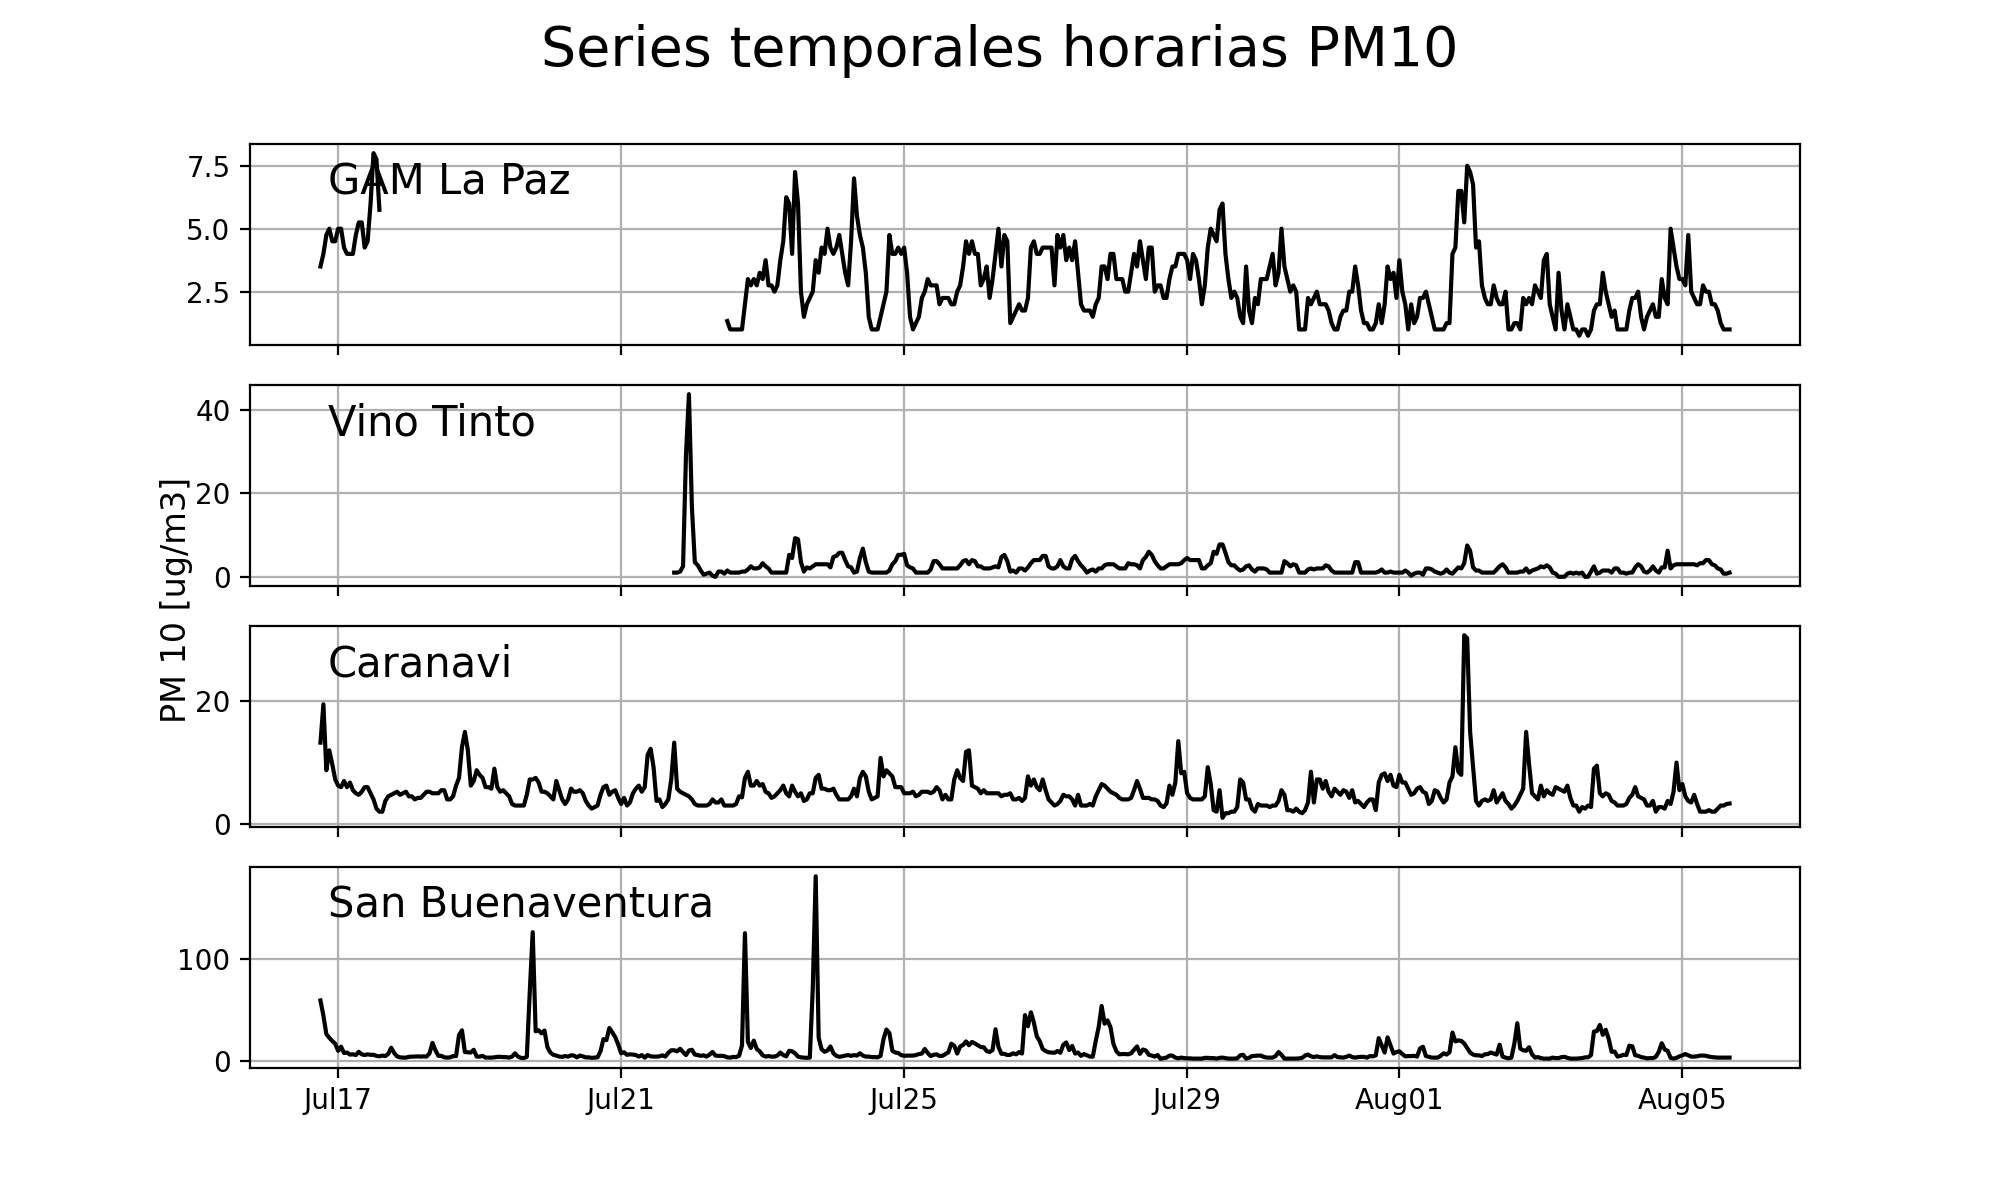 Series temporales horarias PM10
GAM La Paz
7.5
5.0
2.5
Vino Tinto
40
20
0
PM 10 [ug/m3]
Caranavi
20
0
San Buenaventura
100
0
Jul17 Jul21 Jul25 Jul29 Aug01 Aug05